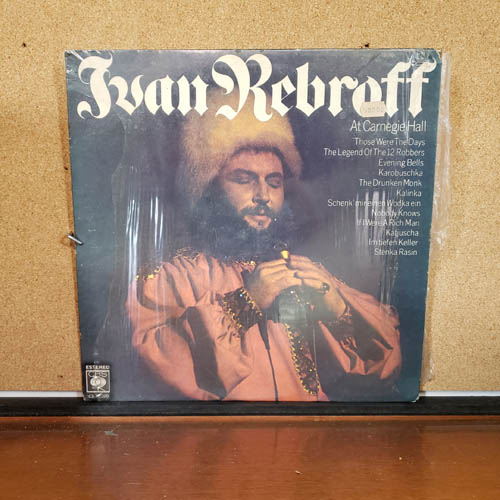 Ivan Rebroff
At Carnegie Hall
Those Were The Days
The Legend Of The 12 Robbers
Evening Bells
Karobuschka
The Drunken Monk
Kalinka
Schenk' mir einen Wodka ein
Nobody Knows
If I Were A Rich Man
Katjuscha
Im tiefen Keller
Stenka Rasin
ESTEREO
CBS